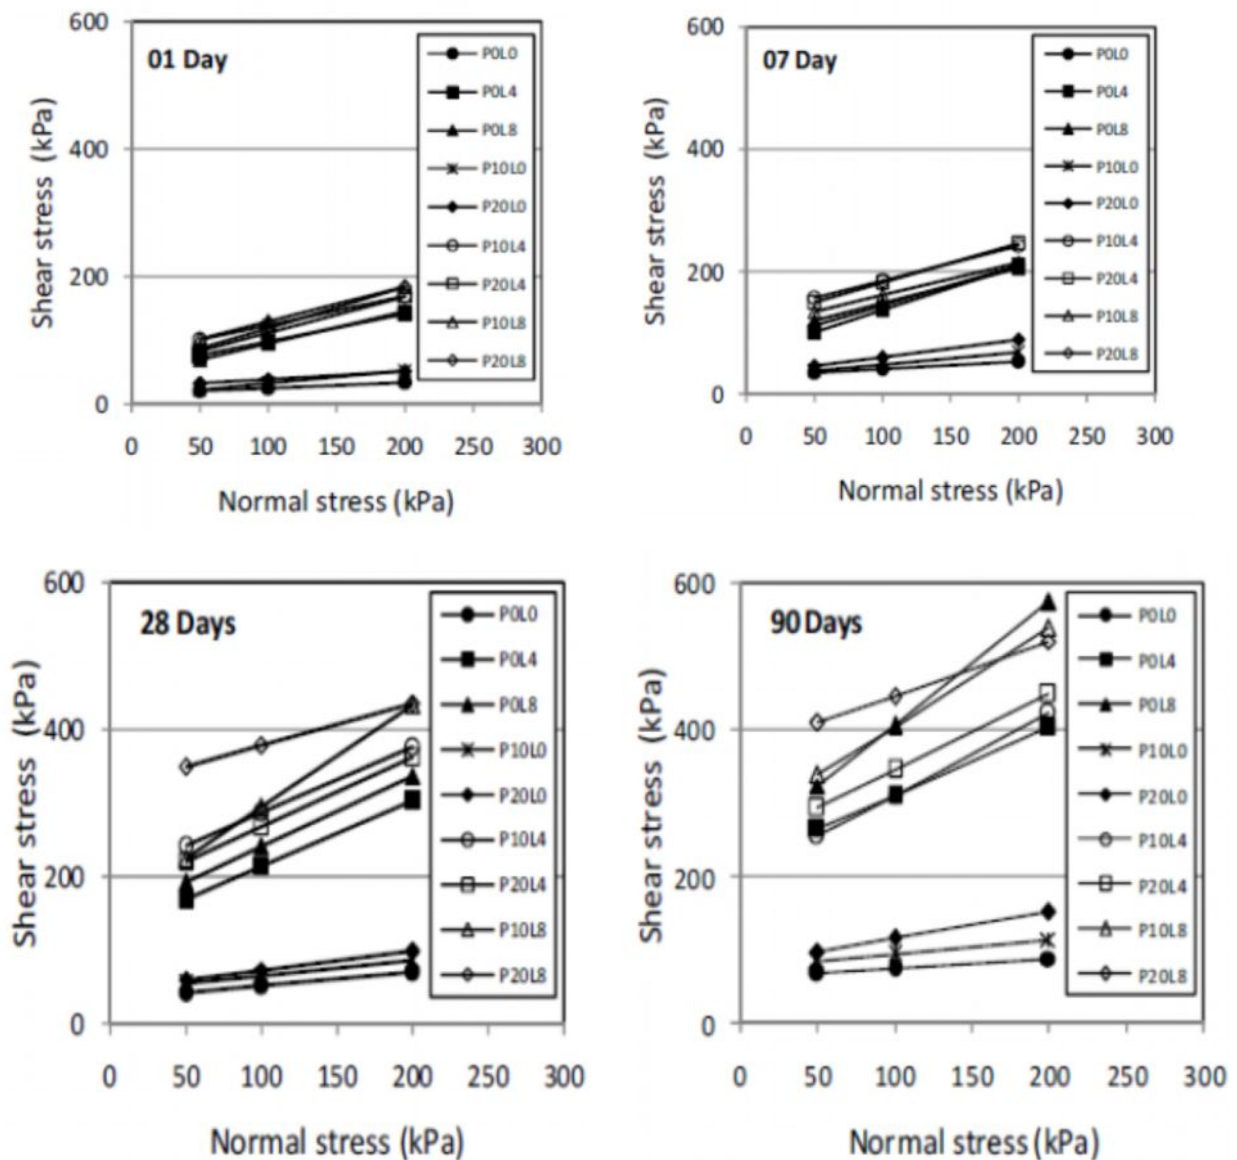 600
400
200
0
Shear stress (kPa)
01 Day
P0L0
P0L4
P0L8
P10L0
P20L0
P10L4
P20L4
P10L8
P20L8
0 50 100 150 200 250 300
Normal stress (kPa)
600
400
200
0
Shear stress (kPa)
07 Day
P0L0
P0L4
P0L8
P10L0
P20L0
P10L4
P20L4
P10L8
P20L8
0 50 100 150 200 250 300
Normal stress (kPa)
600
400
200
0
Shear stress (kPa)
28 Days
P0L0
P0L4
P0L8
P10L0
P20L0
P10L4
P20L4
P10L8
P20L8
0 50 100 150 200 250 300
Normal stress (kPa)
600
400
200
0
Shear stress (kPa)
90 Days
P0L0
P0L4
P0L8
P10L0
P20L0
P10L4
P20L4
P10L8
P20L8
0 50 100 150 200 250 300
Normal stress (kPa)